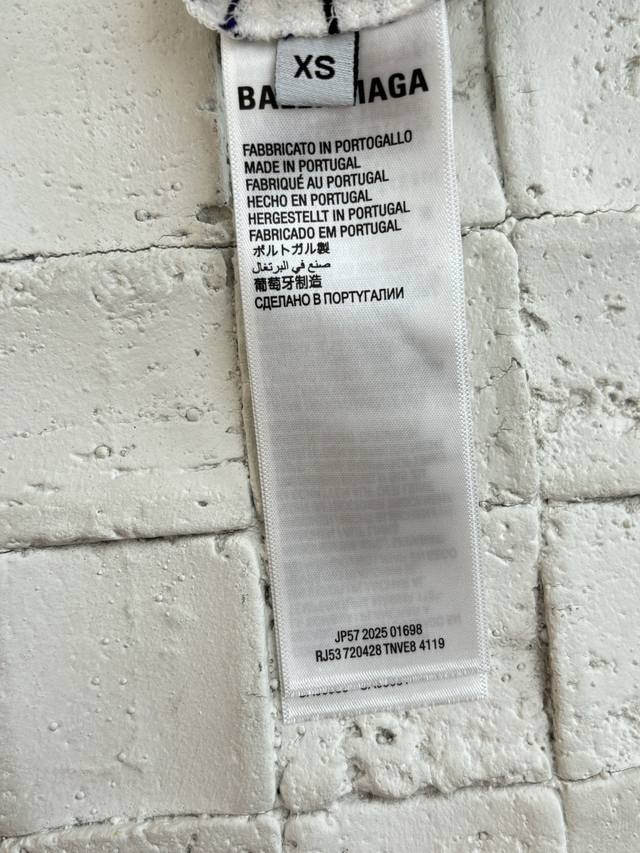 XS
FABBRICATO IN PORTOGALLO
MADE IN PORTUGAL
FABRIQUÉ AU PORTUGAL
HECHO EN PORTUGAL
HERGESTELLT IN PORTUGAL
FABRICADO EM PORTUGAL
ポルトガル製
صنع في البرتغال
葡萄牙制造
СДЕЛАНО В ПОРТУГАЛИИ
JP57 2025 01698
RJ53 720428 TNVE8 4119